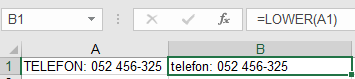 B1 fx =LOWER(A1)
A B
1 TELEFON: 052 456-325 telefon: 052 456-325